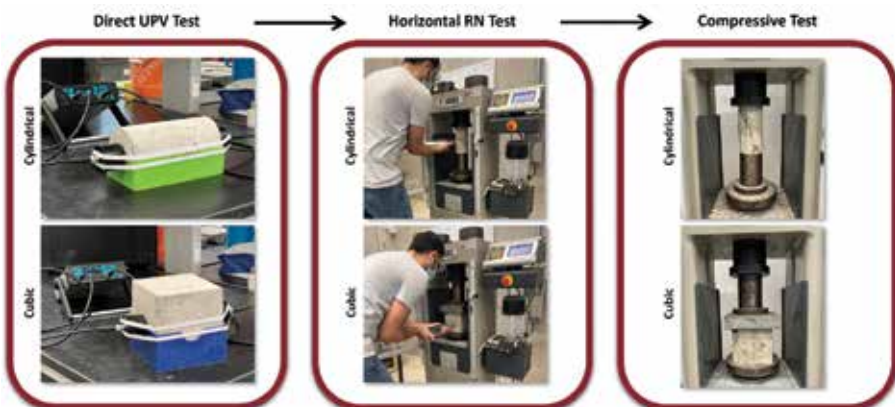 Direct UPV Test
Horizontal RN Test
Compressive Test
Cylindrical
Cylindrical
Cylindrical
Cubic
Cubic
Cubic